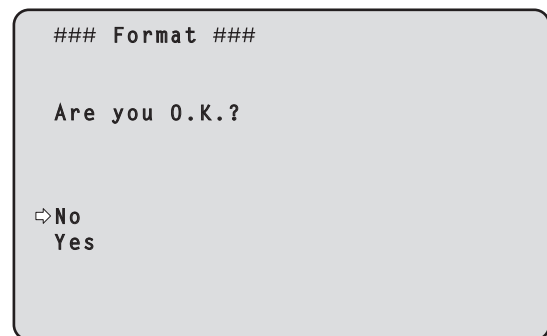 ### Format ###
Are you O.K.?
⇨No
Yes